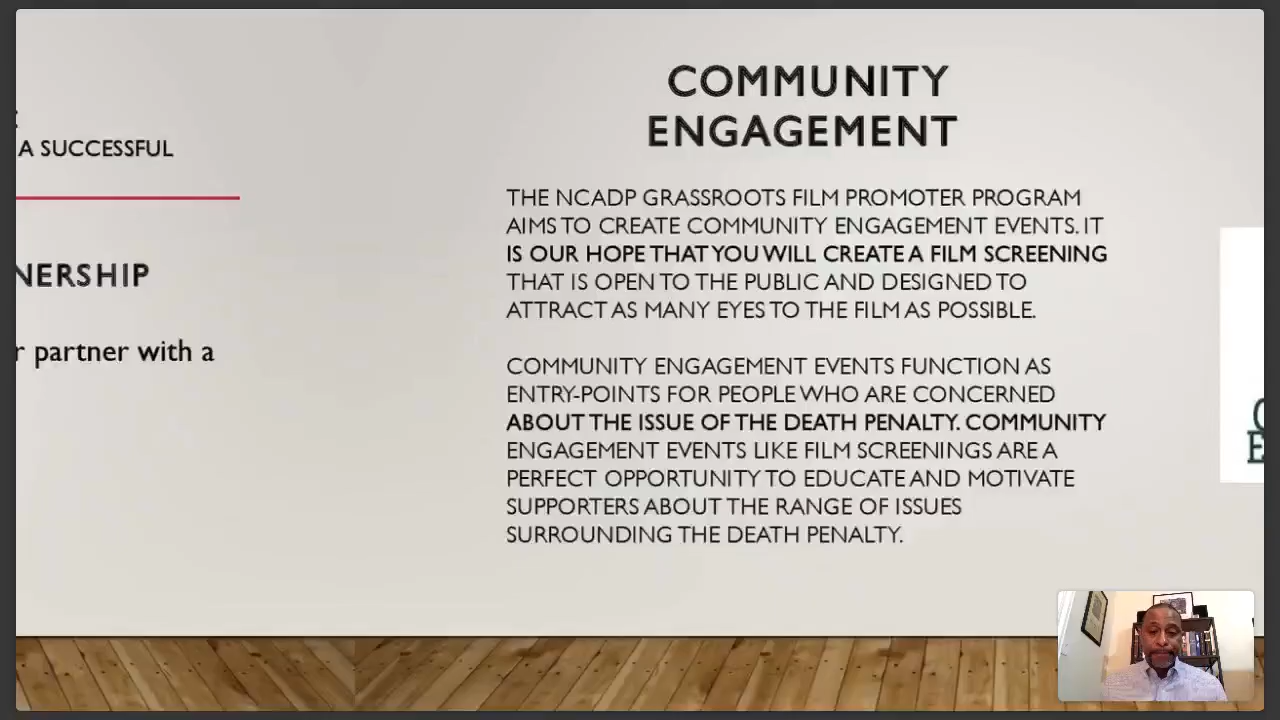 A SUCCESSFUL
NERSHIP
r partner with a
COMMUNITY
ENGAGEMENT
THE NCADP GRASSROOTS FILM PROMOTER PROGRAM
AIMS TO CREATE COMMUNITY ENGAGEMENT EVENTS. IT
IS OUR HOPE THAT YOU WILL CREATE A FILM SCREENING
THAT IS OPEN TO THE PUBLIC AND DESIGNED TO
ATTRACT AS MANY EYES TO THE FILM AS POSSIBLE.
COMMUNITY ENGAGEMENT EVENTS FUNCTION AS
ENTRY-POINTS FOR PEOPLE WHO ARE CONCERNED
ABOUT THE ISSUE OF THE DEATH PENALTY. COMMUNITY
ENGAGEMENT EVENTS LIKE FILM SCREENINGS ARE A
PERFECT OPPORTUNITY TO EDUCATE AND MOTIVATE
SUPPORTERS ABOUT THE RANGE OF ISSUES
SURROUNDING THE DEATH PENALTY.